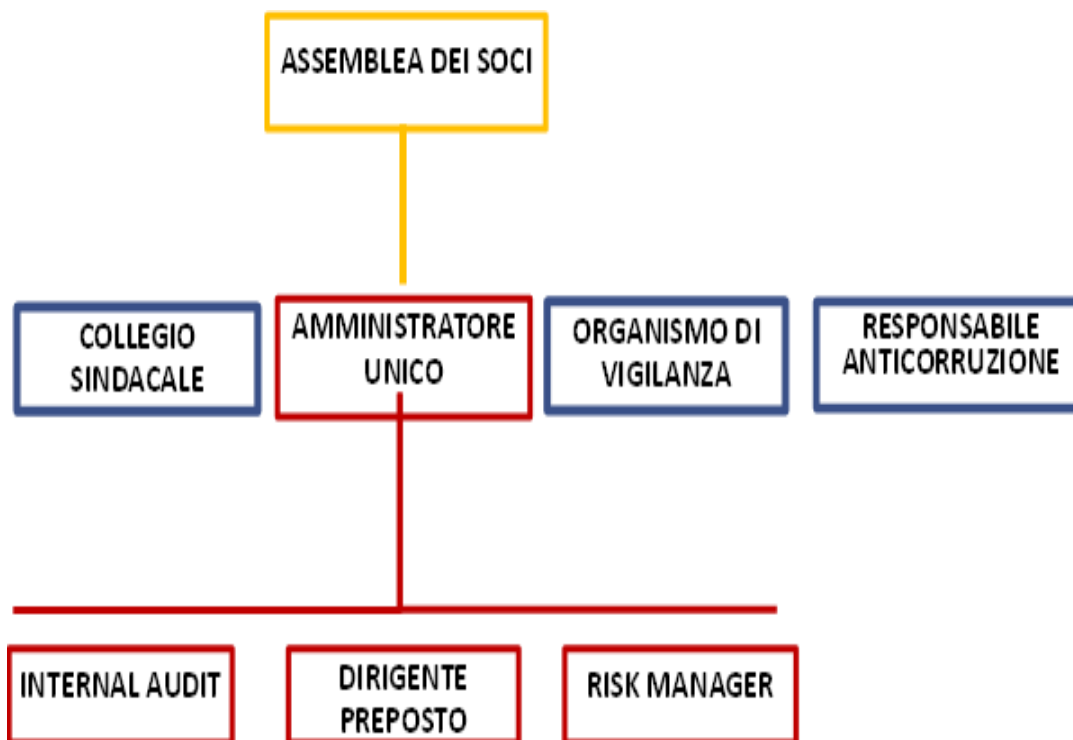 ASSEMBLEA DEI SOCI
COLLEGIO
SINDACALE
AMMINISTRATORE
UNICO
ORGANISMO DI
VIGILANZA
RESPONSABILE
ANTICORRUZIONE
INTERNAL AUDIT
DIRIGENTE
PREPOSTO
RISK MANAGER